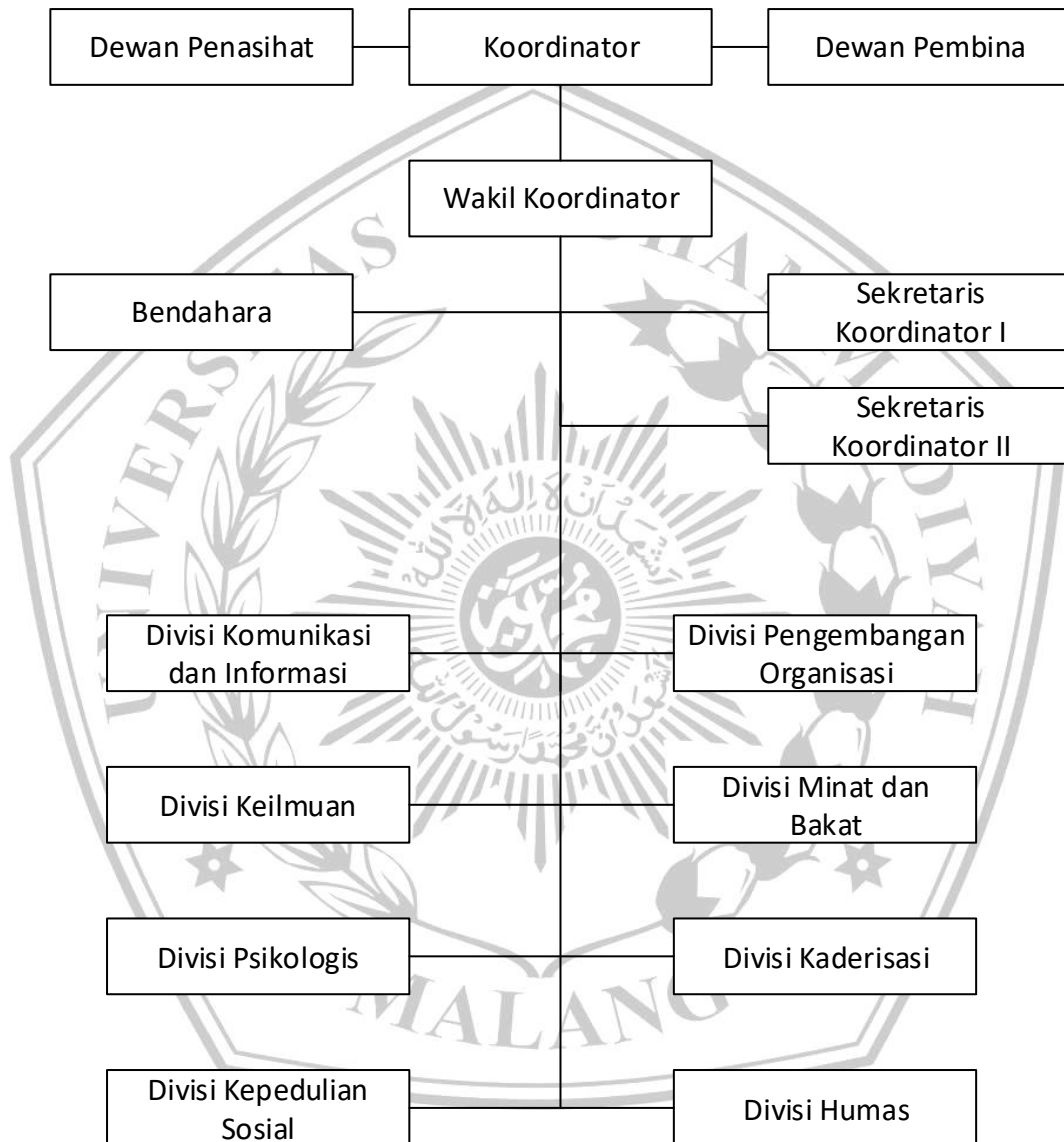 Dewan Penasihat
Koordinator
Dewan Pembina
Wakil Koordinator
Bendahara
Sekretaris
Koordinator I
Sekretaris
Koordinator II
Divisi Komunikasi
dan Informasi
Divisi Pengembangan
Organisasi
Divisi Keilmuan
Divisi Minat dan
Bakat
Divisi Psikologis
Divisi Kaderisasi
Divisi Kepedulian
Sosial
Divisi Humas
UNIVERSITAS
MALANG